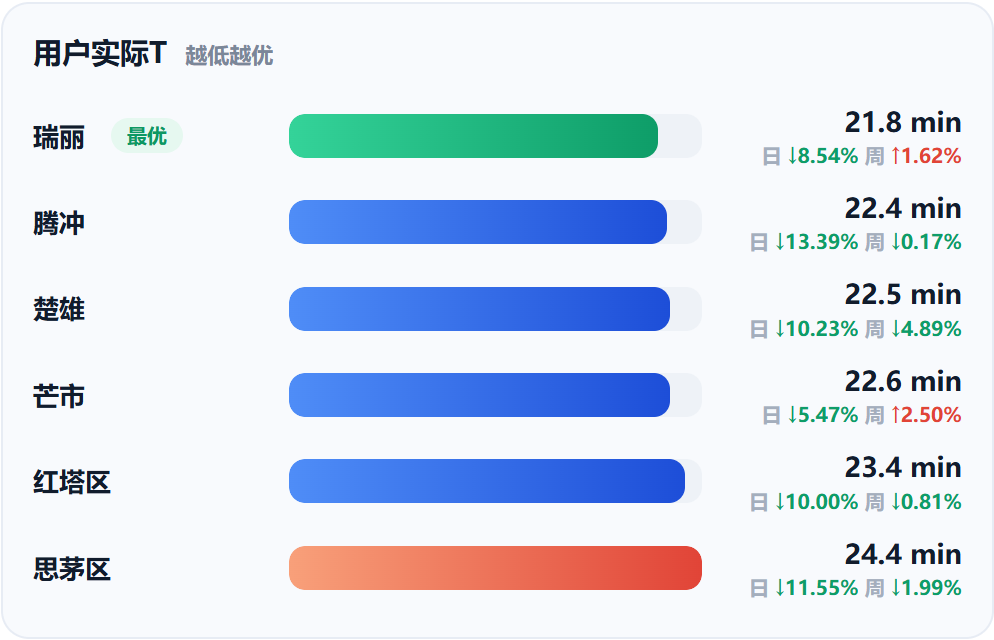 用户实际T 越低越优
瑞丽 最优 21.8 min
日 ↓8.54% 周 ↑1.62%
腾冲 22.4 min
日 ↓13.39% 周 ↓0.17%
楚雄 22.5 min
日 ↓10.23% 周 ↓4.89%
芒市 22.6 min
日 ↓5.47% 周 ↑2.50%
红塔区 23.4 min
日 ↓10.00% 周 ↓0.81%
思茅区 24.4 min
日 ↓11.55% 周 ↓1.99%